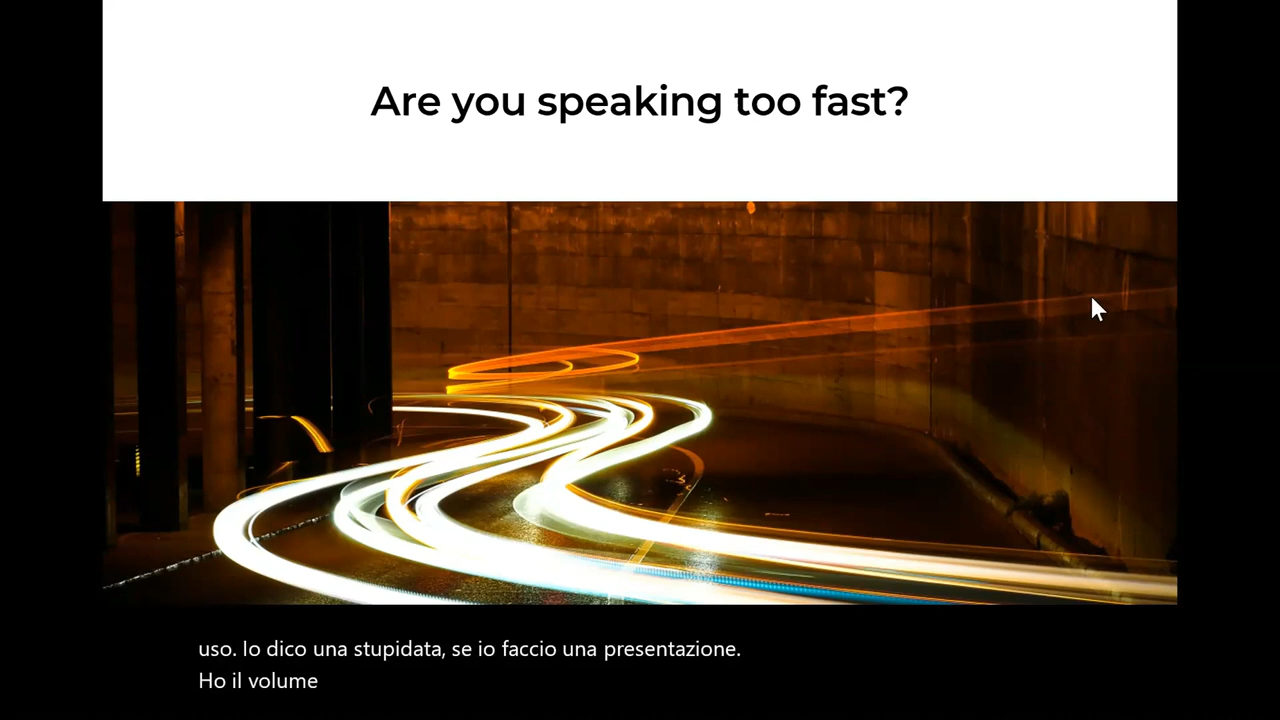 Are you speaking too fast?
uso. Io dico una stupidata, se io faccio una presentazione.
Ho il volume